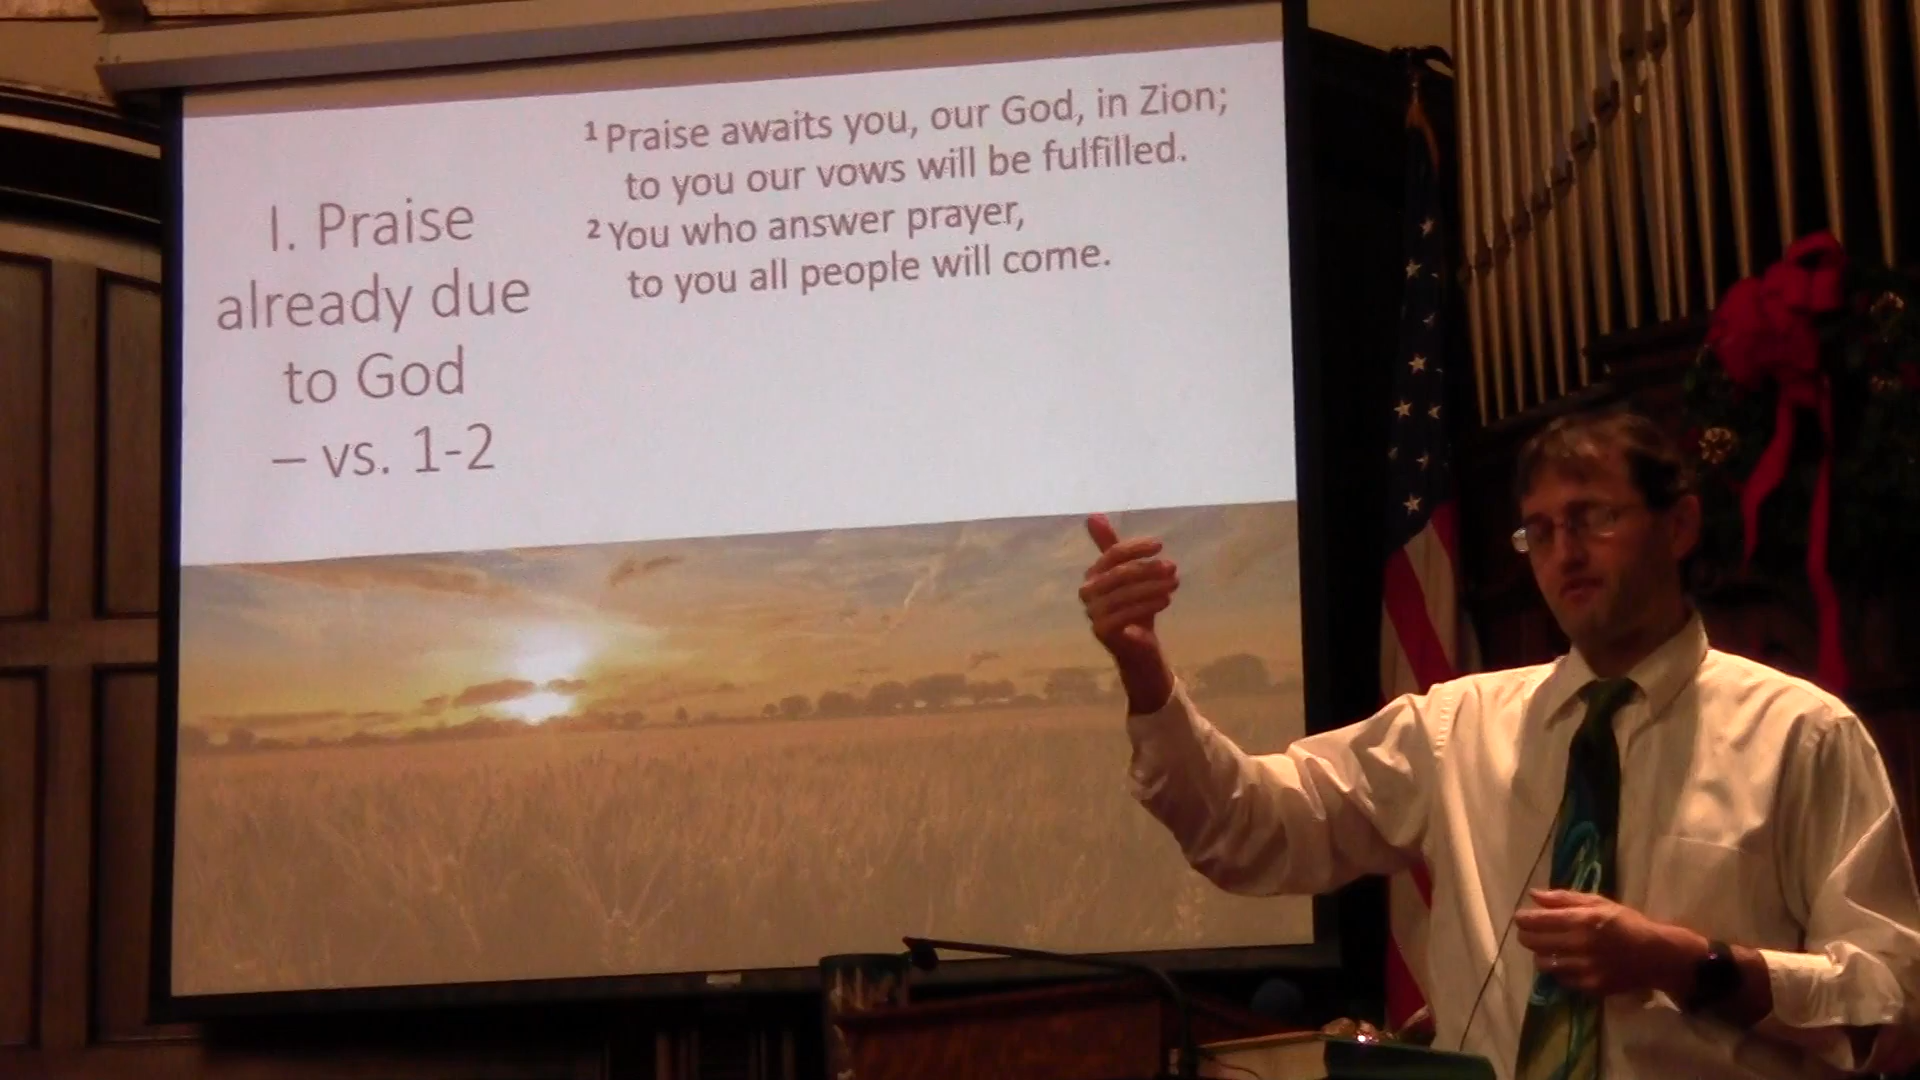 I. Praise
already due
to God
– vs. 1-2
1 Praise awaits you, our God, in Zion;
to you our vows will be fulfilled.
2 You who answer prayer,
to you all people will come.